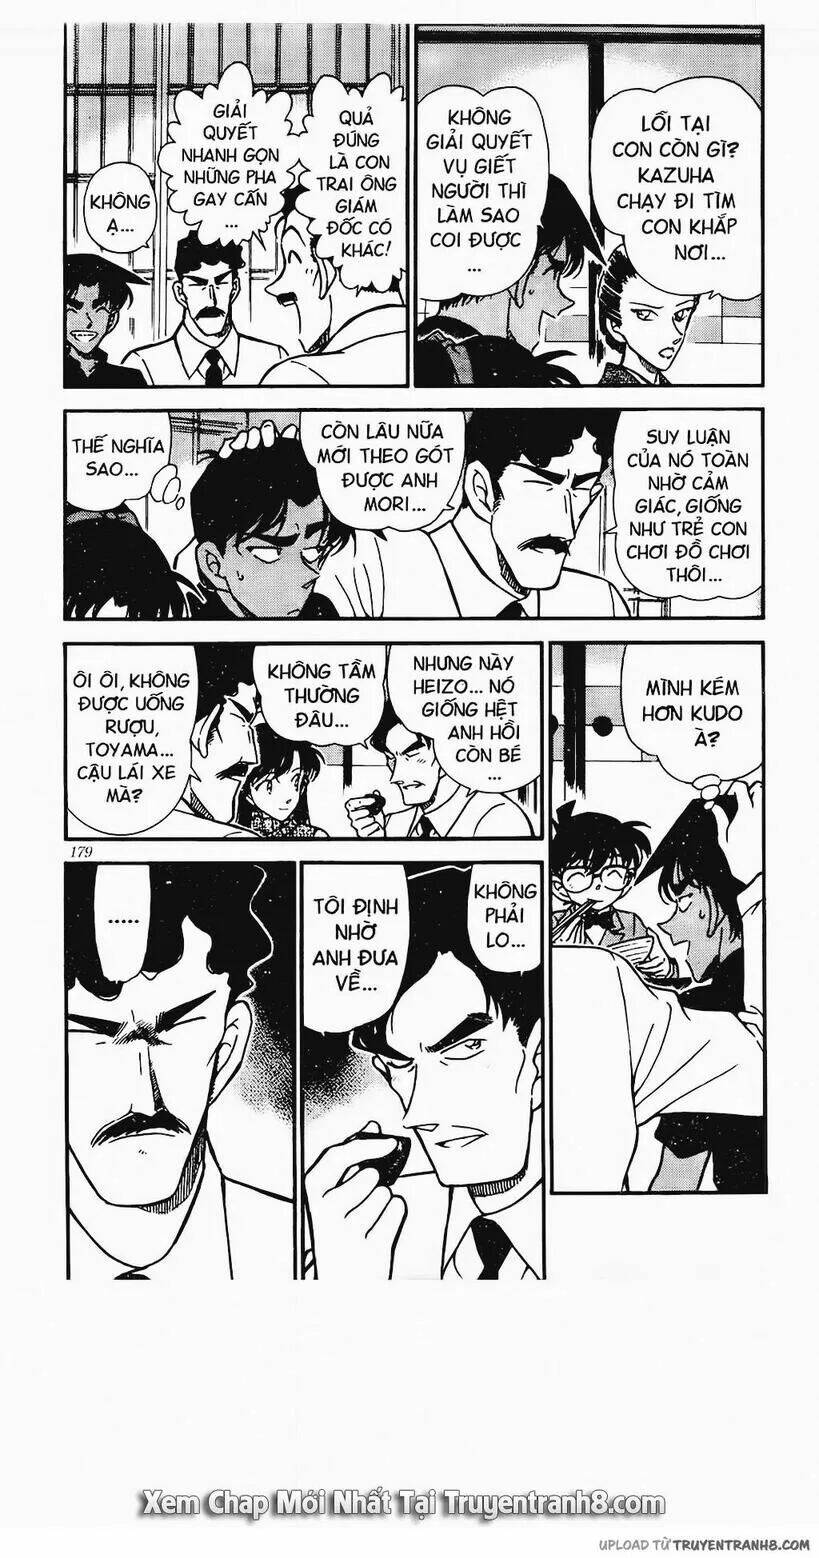 LỖI TẠI
CON CÒN GÌ?
KAZUHA
CHẠY ĐI TÌM
CON KHẮP
NƠI...
KHÔNG
GIẢI QUYẾT
VỤ GIẾT
NGƯỜI THÌ
LÀM SAO
COI ĐƯỢC
...
QUẢ
ĐÚNG
LÀ CON
TRAI ÔNG
GIÁM
ĐỐC CÓ
KHÁC!
GIẢI
QUYẾT
NHANH GỌN
NHỮNG PHA
GAY CẤN
...
KHÔNG
Ạ...
SUY LUẬN
CỦA NÓ TOÀN
NHỜ CẢM
GIÁC, GIỐNG
NHƯ TRẺ CON
CHƠI ĐỒ CHƠI
THÔI...
CÒN LÂU NỮA
MỚI THEO GÓT
ĐƯỢC ANH
MORI...
THẾ NGHĨA
SAO...
MÌNH KÉM
HƠN KUDO
À?
NHƯNG NÀY
HEIZO... NÓ
GIỐNG HỆT
ANH HỒI
CÒN BÉ
...
KHÔNG TẦM
THƯỜNG
ĐÂU...
ÔI ÔI, KHÔNG
ĐƯỢC UỐNG
RƯỢU,
TOYAMA...
CẬU LÁI XE
MÀ?
179
KHÔNG
PHẢI
LO...
TÔI ĐỊNH
NHỜ
ANH ĐƯA
VỀ...
.....
Xem Chap Mới Nhất Tại Truyentranh8.com
UPLOAD TỪ TRUYENTRANH8.COM